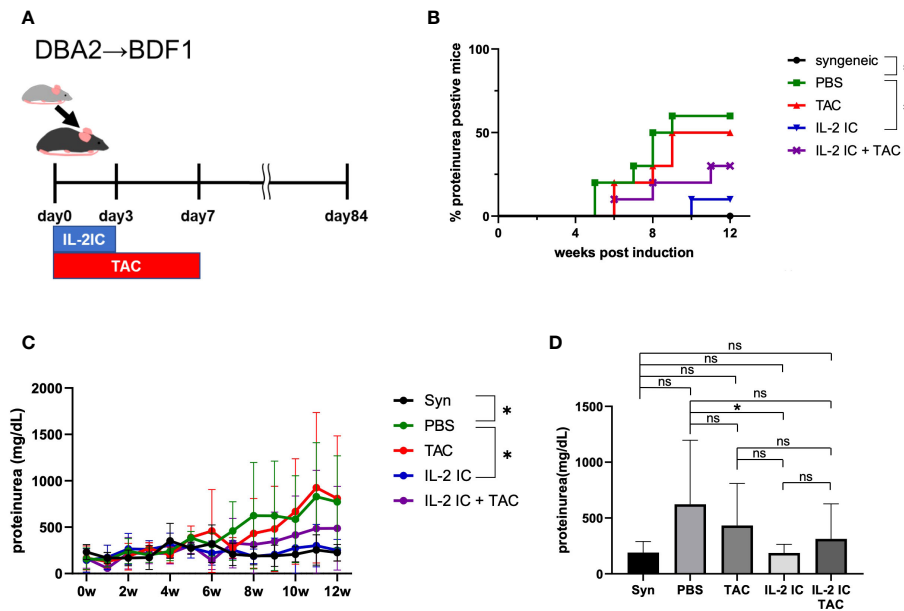 A
DBA2→BDF1
day0 day3 day7 day84
IL-2IC
TAC
B
% proteinurea postive mice
100
50
0
0 4 8 12
weeks post induction
syngeneic
PBS
TAC
IL-2 IC
IL-2 IC + TAC
C
proteinurea (mg/dL)
2000
1500
1000
500
0
0w 2w 4w 6w 8w 10w 12w
Syn
PBS
TAC
IL-2 IC
IL-2 IC + TAC
*
*
D
ns
ns
ns
ns
ns
*
ns
ns
ns
ns
proteinurea(mg/dL)
1500
1000
500
0
Syn PBS TAC IL-2 IC IL-2 IC
TAC